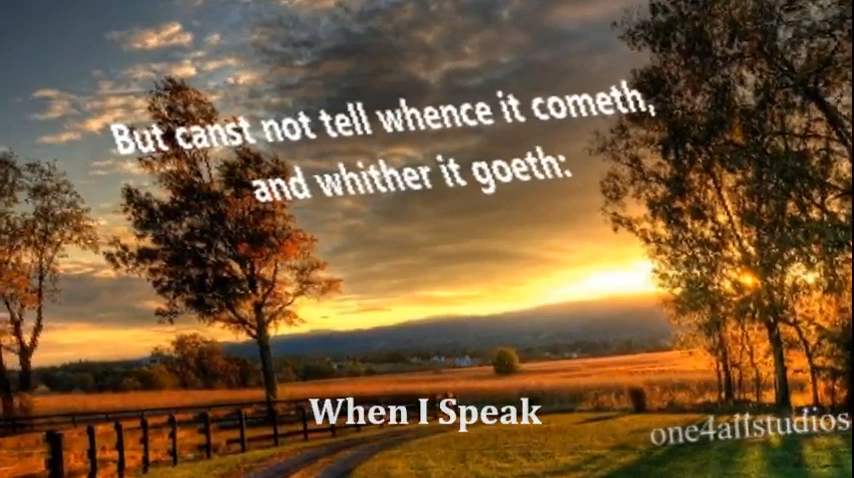 But canst not tell whence it cometh,
and whither it goeth:
When I Speak
one4allstudios